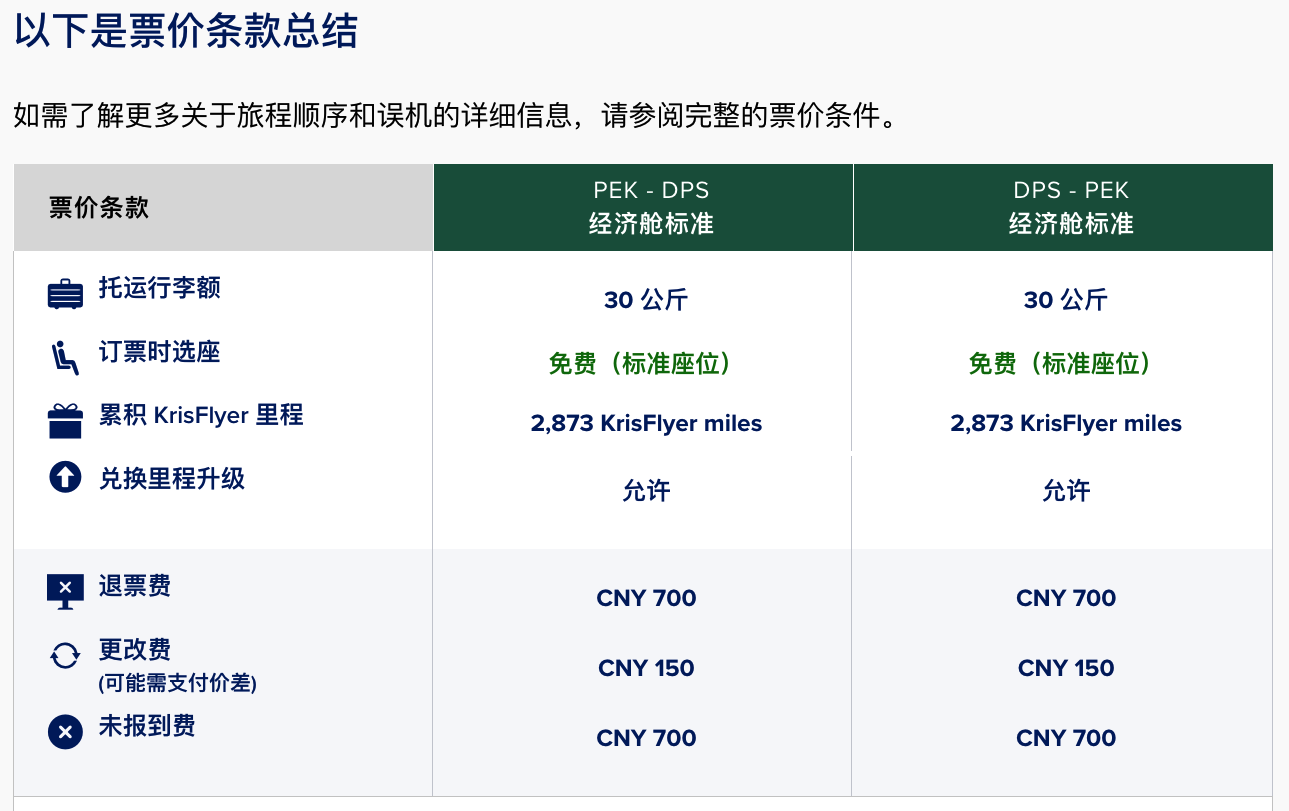 以下是票价条款总结
如需了解更多关于旅程顺序和误机的详细信息，请参阅完整的票价条件。
票价条款
PEK - DPS
经济舱标准
DPS - PEK
经济舱标准
托运行李额
30 公斤
30 公斤
订票时选座
免费（标准座位）
免费（标准座位）
累积 KrisFlyer 里程
2,873 KrisFlyer miles
2,873 KrisFlyer miles
兑换里程升级
允许
允许
退票费
CNY 700
CNY 700
更改费
(可能需支付价差)
CNY 150
CNY 150
未报到费
CNY 700
CNY 700